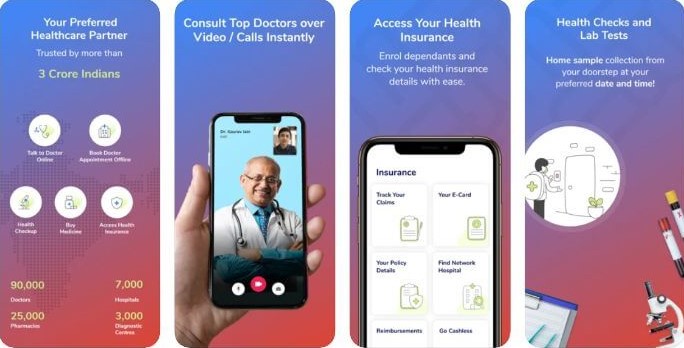 Your Preferred
Healthcare Partner
Trusted by more than
3 Crore Indians
Talk to Doctor
Online
Book Doctor
Appointment Offline
Health
Checkup
Buy
Medicine
Access Health
Insurance
90,000
Doctors
7,000
Hospitals
25,000
Pharmacies
3,000
Diagnostic
Centres
Consult Top Doctors over
Video / Calls Instantly
Dr. Gaurav Jain
Access Your Health
Insurance
Enrol dependants and
check your health insurance
details with ease.
Insurance
Track Your
Claims
Your E-Card
Your Policy
Details
Find Network
Hospital
Reimbursements
Go Cashless
Health Checks and
Lab Tests
Home sample collection from
your doorstep at your
preferred date and time!